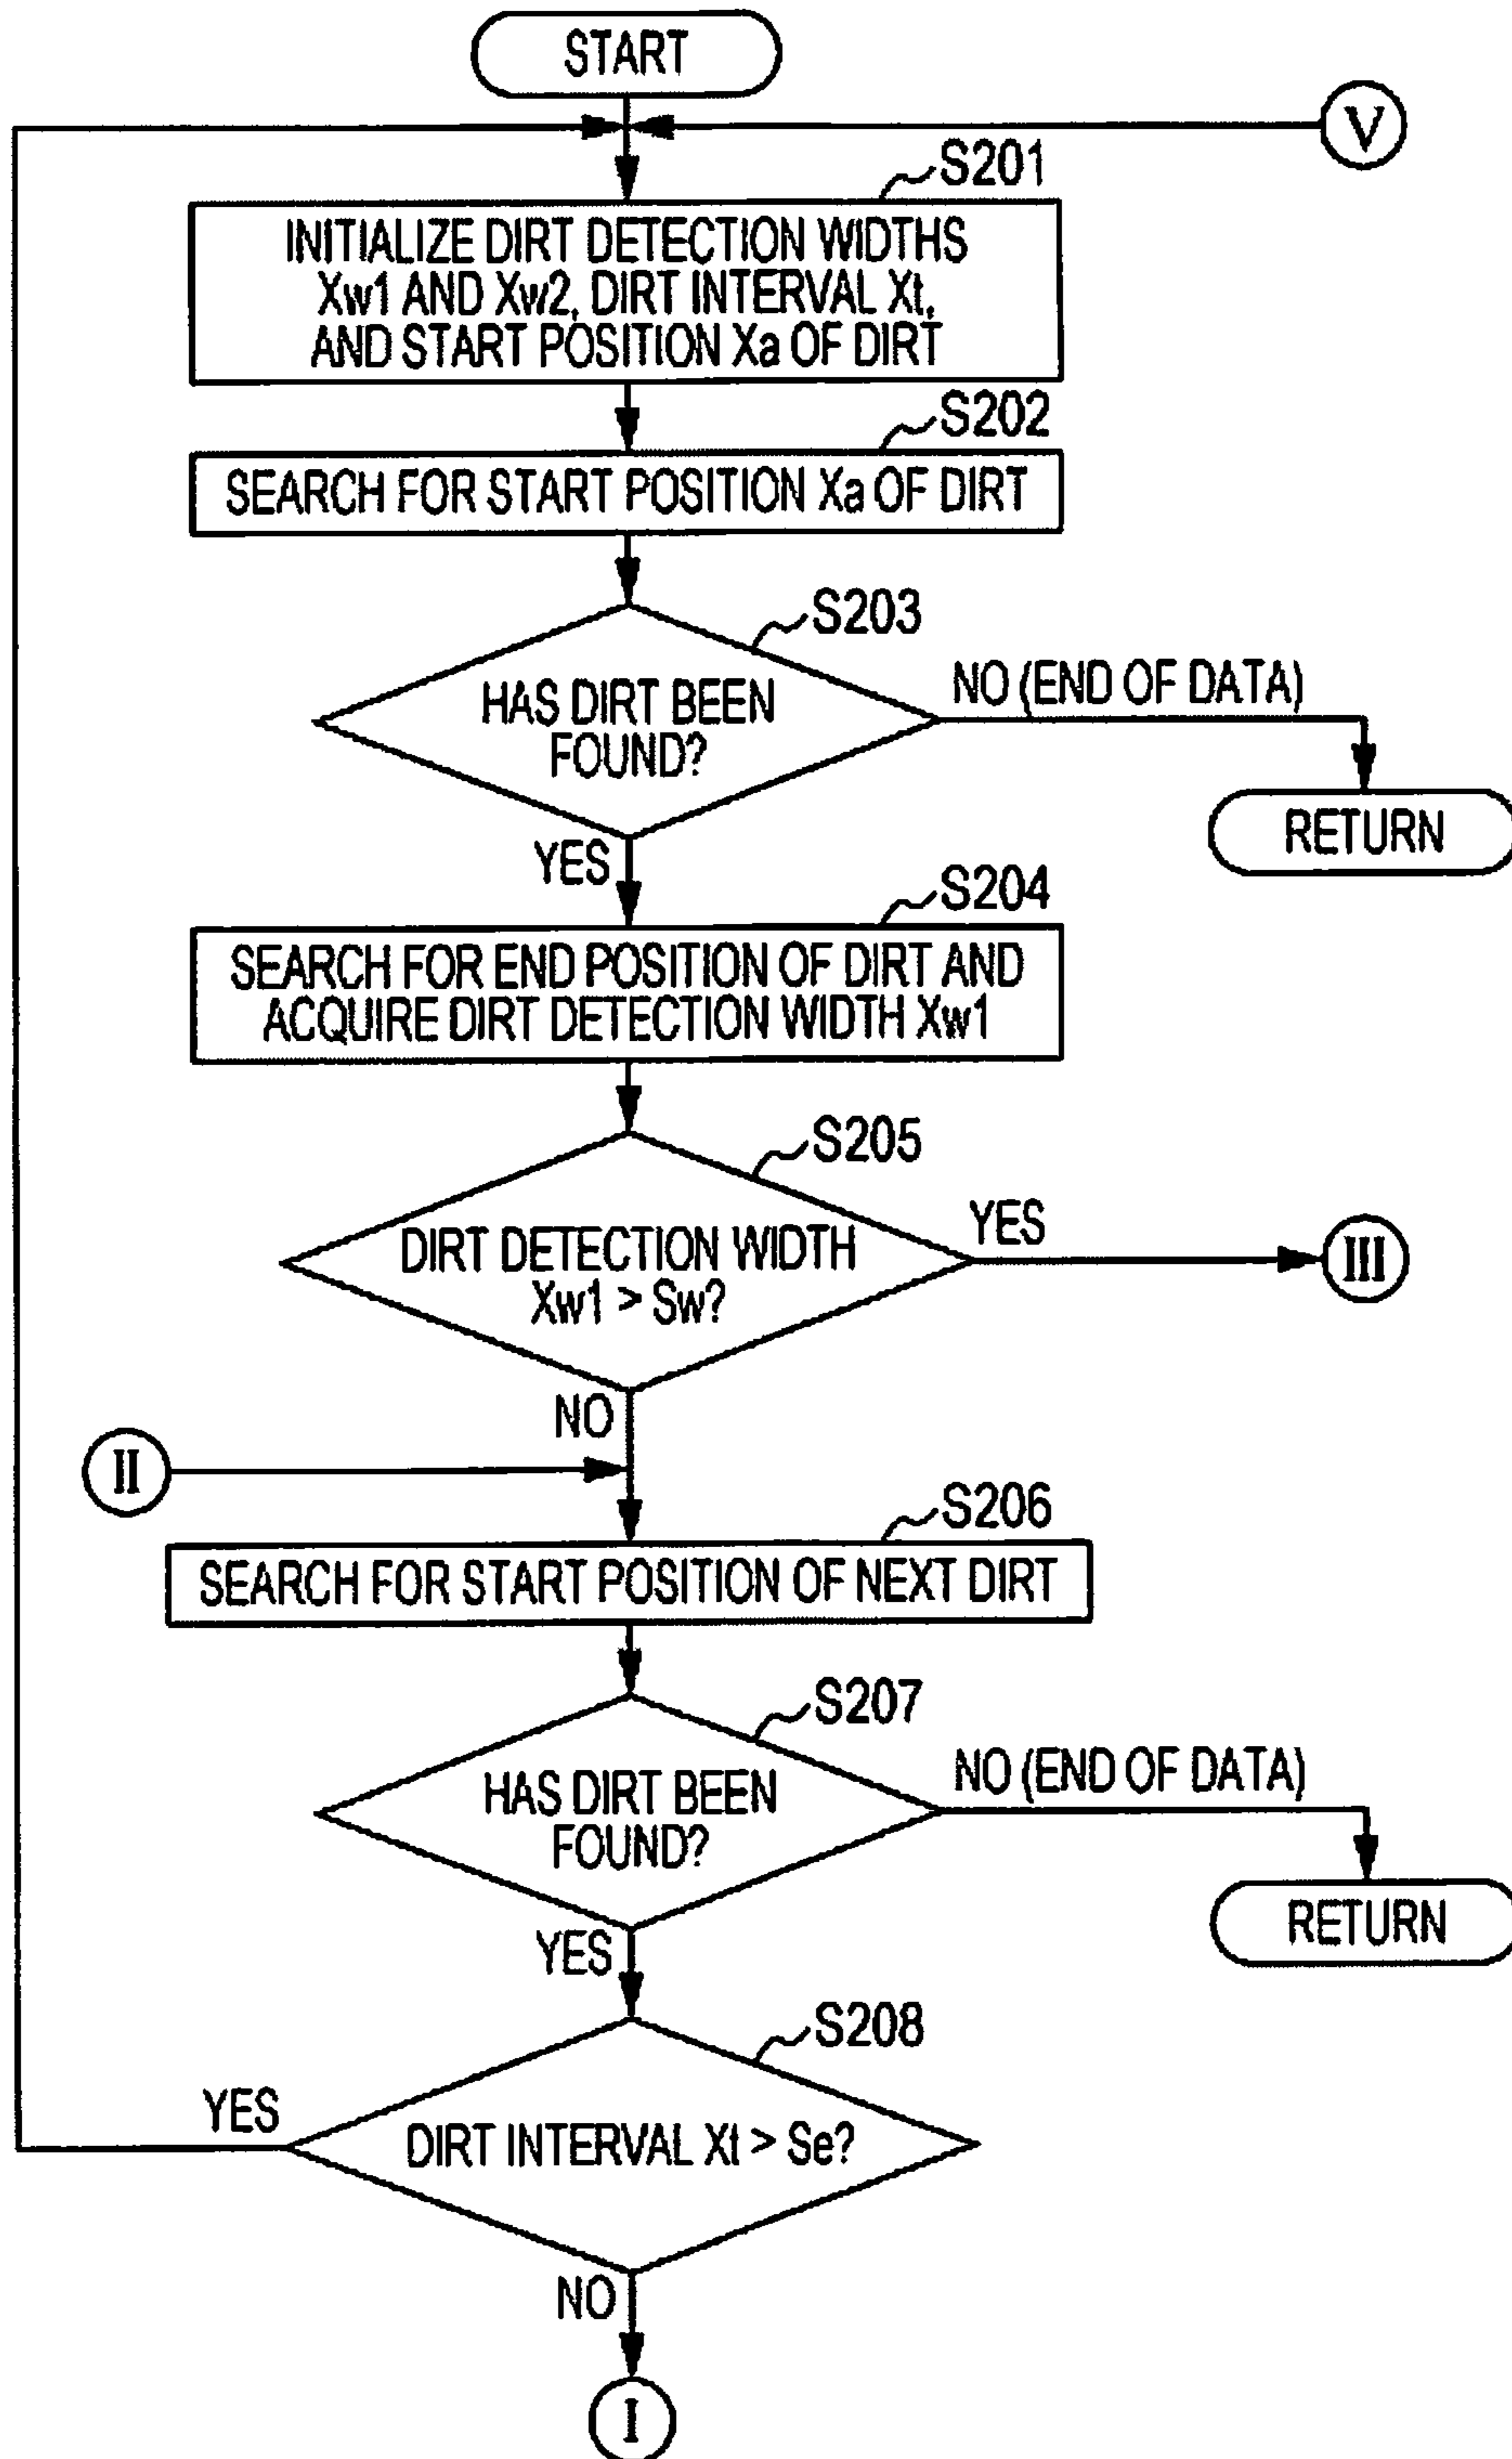 START
V
S201
INITIALIZE DIRT DETECTION WIDTHS
Xw1 AND Xw2, DIRT INTERVAL Xt,
AND START POSITION Xa OF DIRT
S202
SEARCH FOR START POSITION Xa OF DIRT
S203
HAS DIRT BEEN
FOUND?
NO (END OF DATA)
RETURN
YES
S204
SEARCH FOR END POSITION OF DIRT AND
ACQUIRE DIRT DETECTION WIDTH Xw1
S205
DIRT DETECTION WIDTH
Xw1 > Sw?
YES
III
NO
II
S206
SEARCH FOR START POSITION OF NEXT DIRT
S207
HAS DIRT BEEN
FOUND?
NO (END OF DATA)
RETURN
YES
S208
YES
DIRT INTERVAL Xt > Se?
NO
I